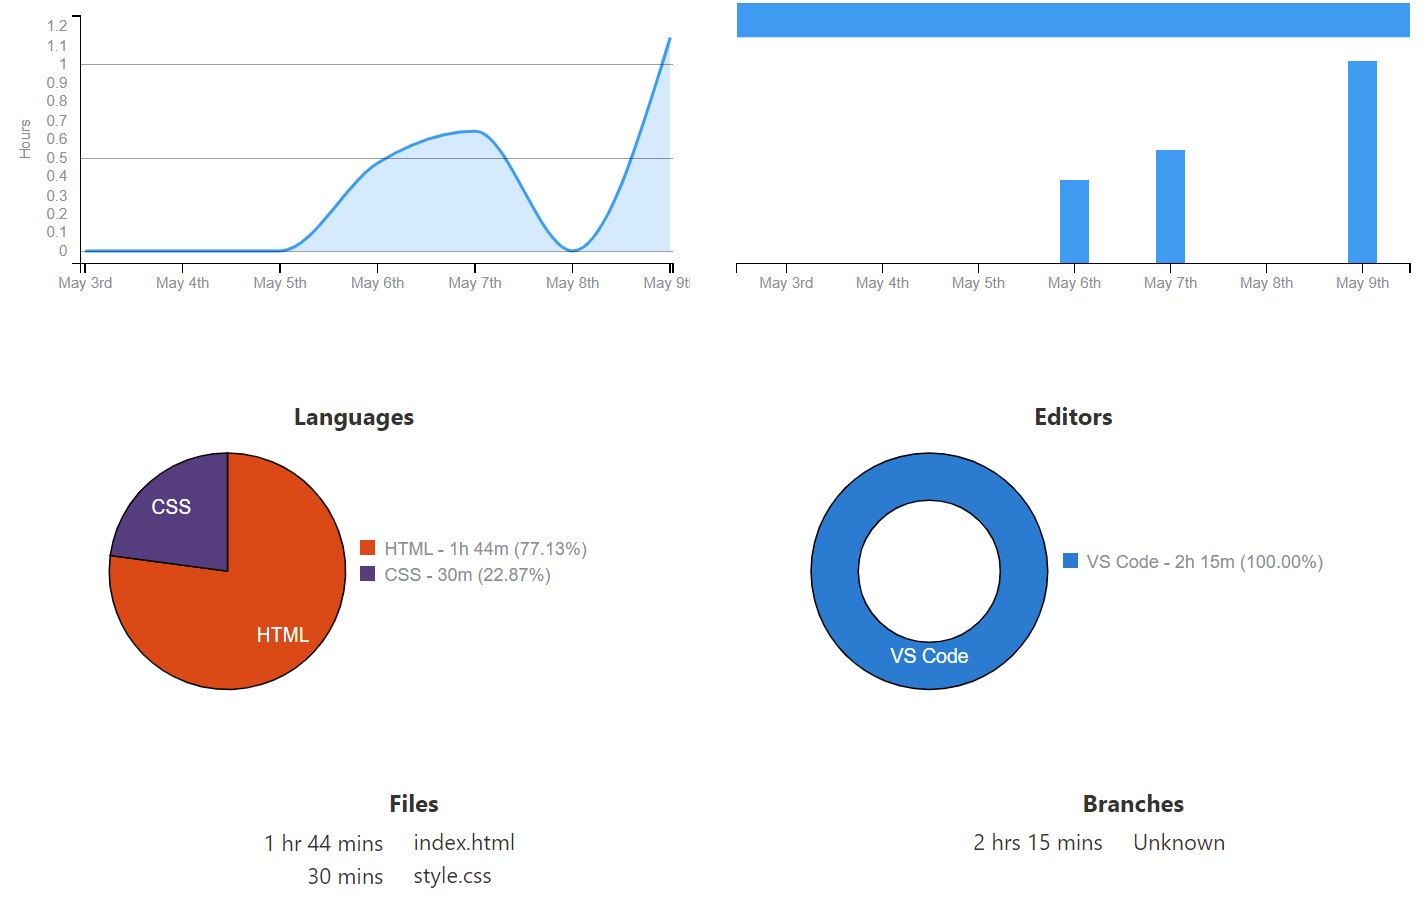 1.2
1.1
1
0.9
0.8
0.7
0.6
0.5
0.4
0.3
0.2
0.1
0
Hours
May 3rd May 4th May 5th May 6th May 7th May 8th May 9t
May 3rd May 4th May 5th May 6th May 7th May 8th May 9th
Languages
CSS
HTML
HTML - 1h 44m (77.13%)
CSS - 30m (22.87%)
Editors
VS Code
VS Code - 2h 15m (100.00%)
Files
1 hr 44 mins index.html
30 mins style.css
Branches
2 hrs 15 mins Unknown